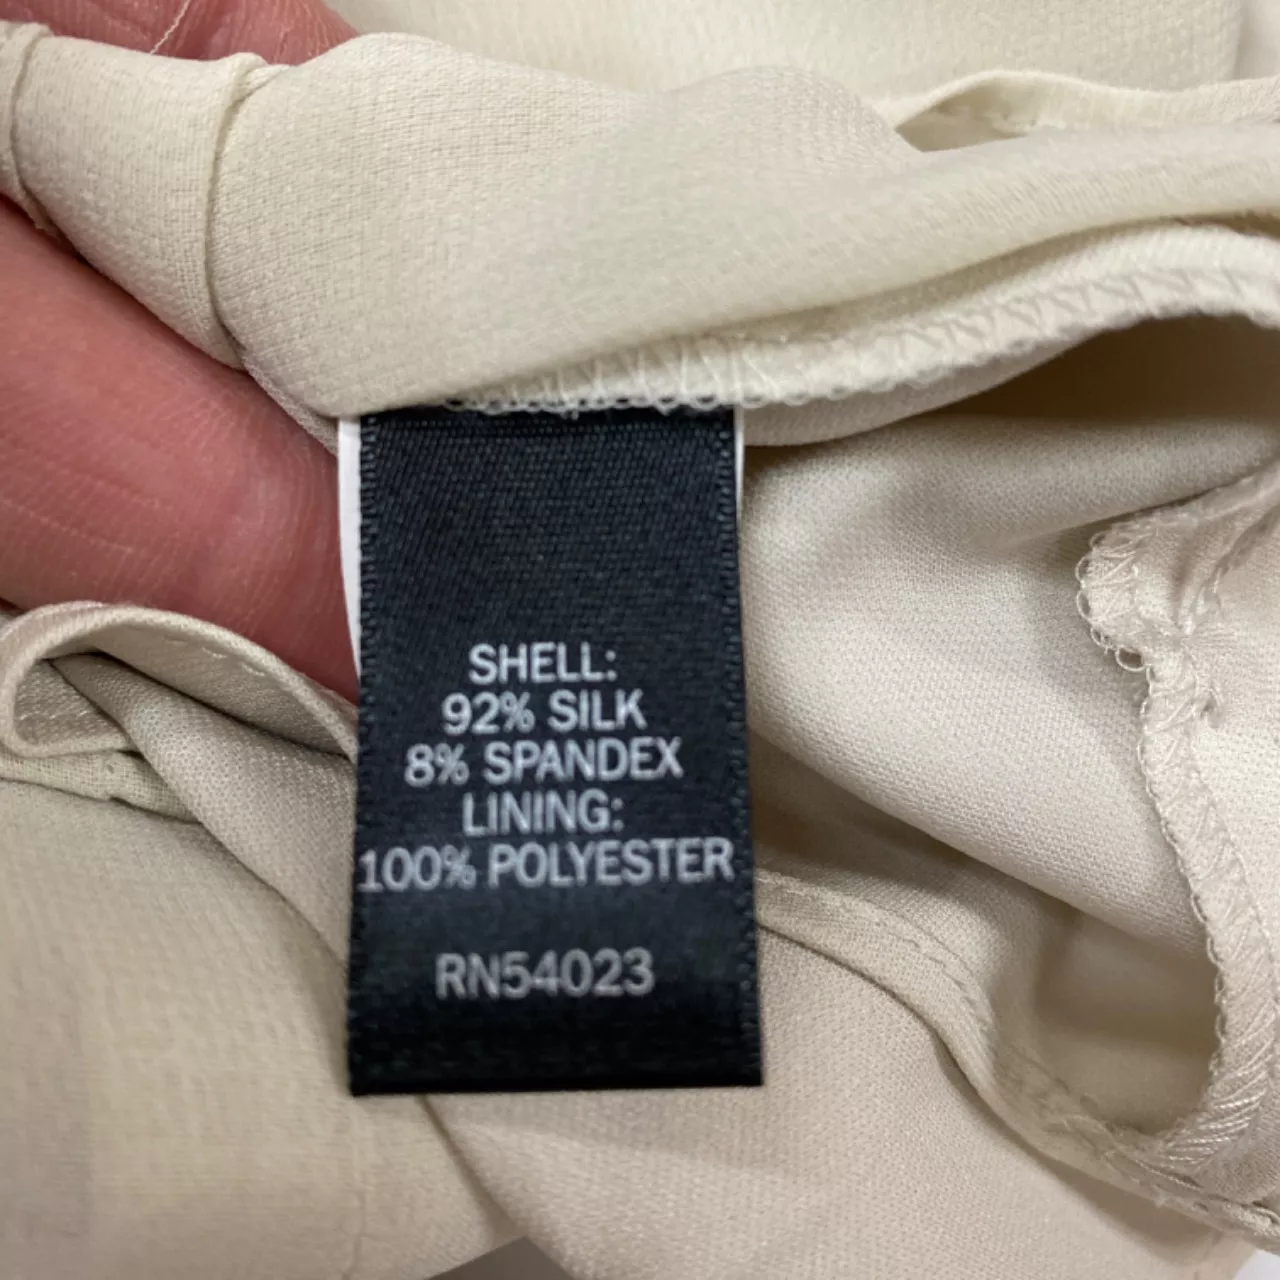 SHELL:
92% SILK
8% SPANDEX
LINING:
100% POLYESTER
RN54023